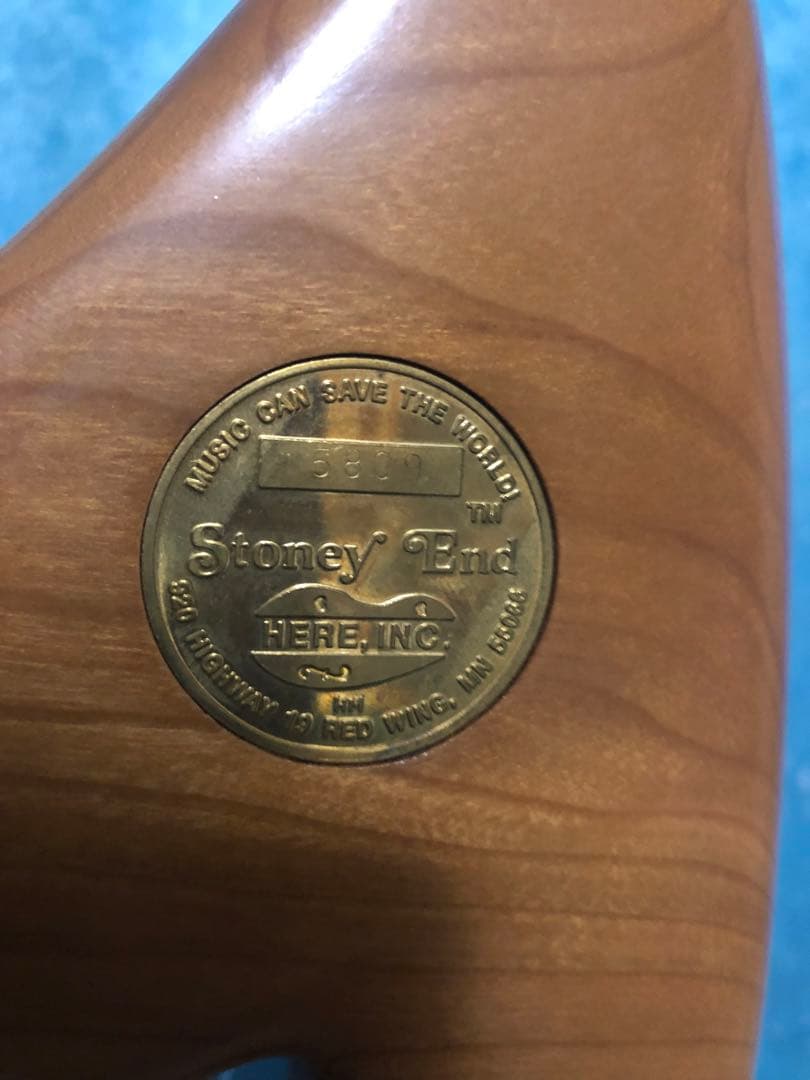 MUSIC CAN SAVE THE WORLD!
5800
TM
Stoney End
HERE, INC.
HH
920 HIGHWAY 19 RED WING, MN 55066